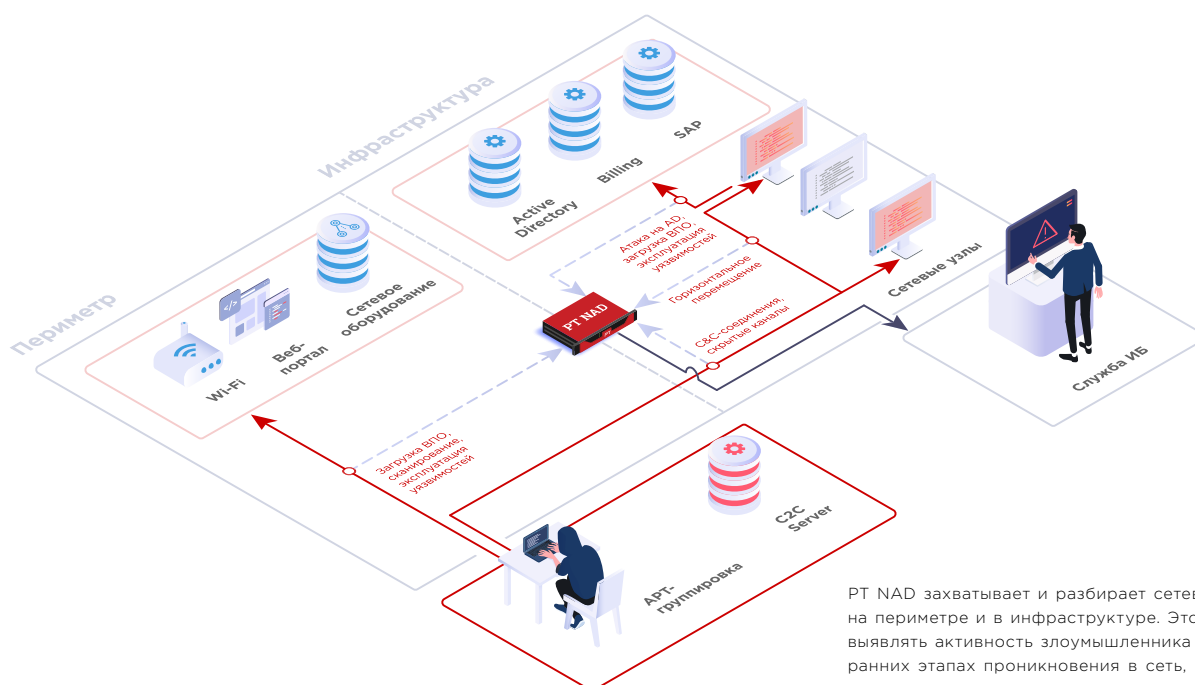 Инфраструктура
Периметр
SAP
Billing
Active
Directory
Сетевое
оборудование
Веб-
портал
Wi-Fi
Атака на AD,
загрузка ВПО,
эксплуатация
уязвимостей
Горизонтальное
перемещение
C&C-соединения,
скрытые каналы
Сетевые узлы
PT NAD
Служба ИБ
Загрузка ВПО,
сканирование,
эксплуатация
уязвимостей
C2C
Server
APT-
группировка
PT NAD захватывает и разбирает сетев
на периметре и в инфраструктуре. Это
выявлять активность злоумышленника
ранних этапах проникновения в сеть,